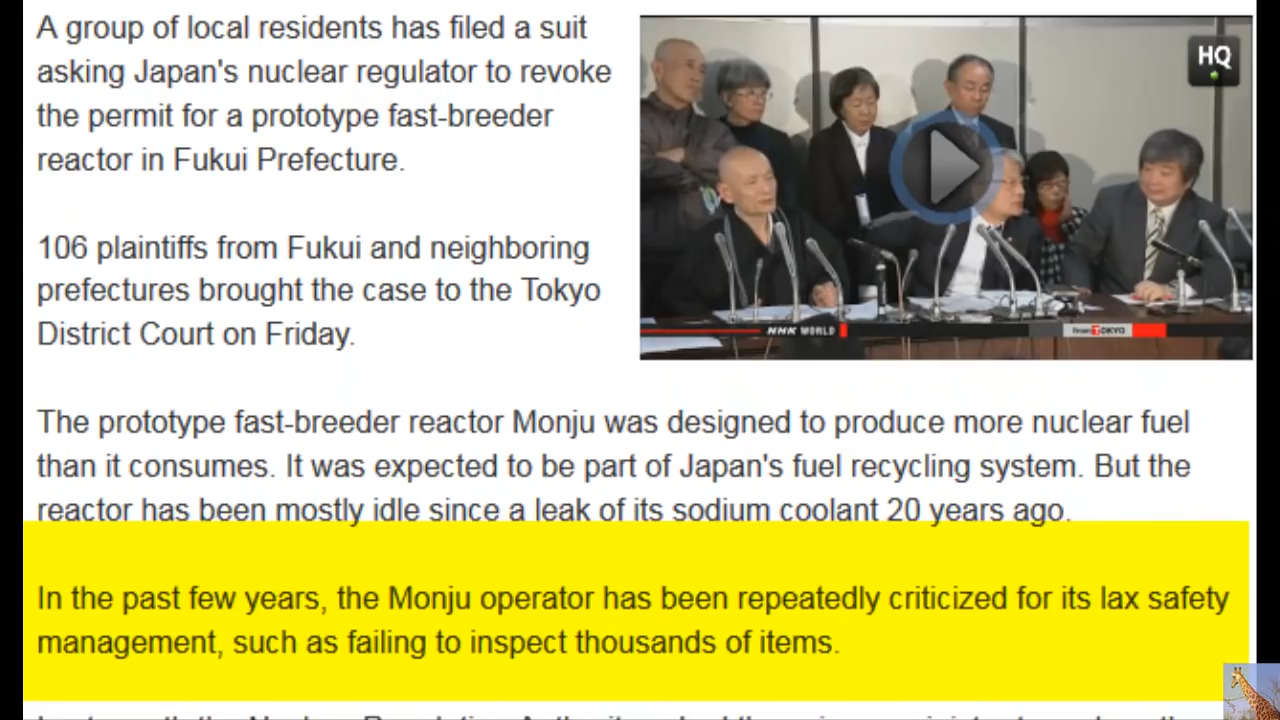 A group of local residents has filed a suit
asking Japan's nuclear regulator to revoke
the permit for a prototype fast-breeder
reactor in Fukui Prefecture.
106 plaintiffs from Fukui and neighboring
prefectures brought the case to the Tokyo
District Court on Friday.
HQ
NHK WORLD
from TOKYO
The prototype fast-breeder reactor Monju was designed to produce more nuclear fuel
than it consumes. It was expected to be part of Japan's fuel recycling system. But the
reactor has been mostly idle since a leak of its sodium coolant 20 years ago.
In the past few years, the Monju operator has been repeatedly criticized for its lax safety
management, such as failing to inspect thousands of items.